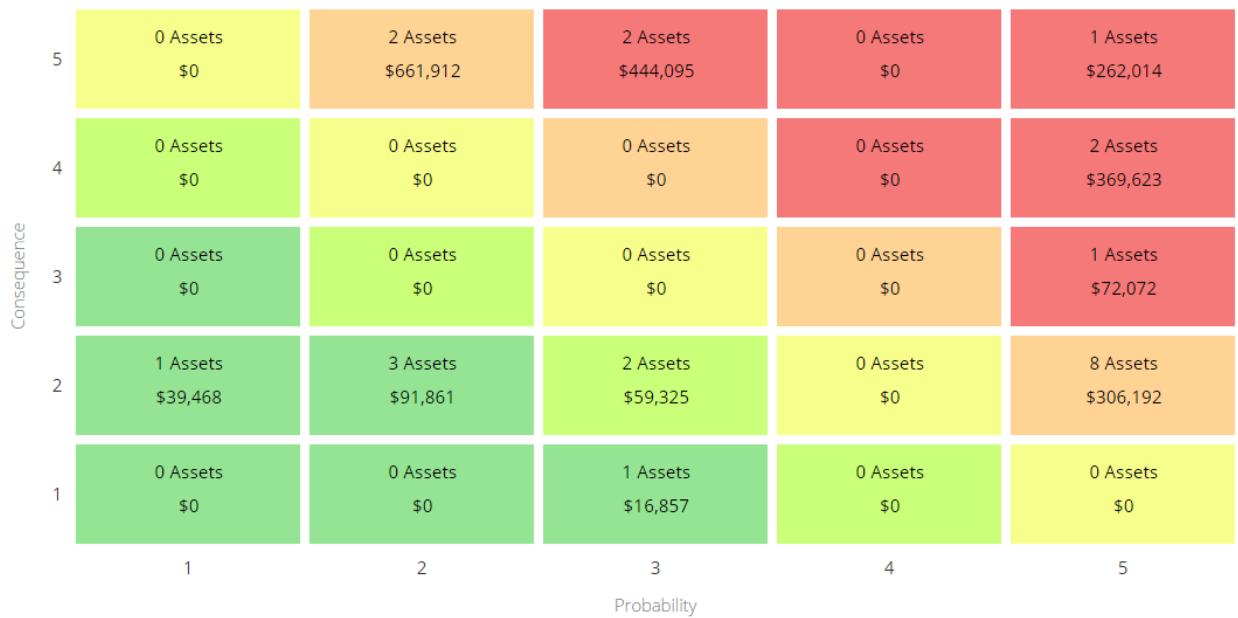 0 Assets 2 Assets 2 Assets 0 Assets 1 Assets
5
$0 $661,912 $444,095 $0 $262,014
0 Assets 0 Assets 0 Assets 0 Assets 2 Assets
4
$0 $0 $0 $0 $369,623
Consequence
0 Assets 0 Assets 0 Assets 0 Assets 1 Assets
3
$0 $0 $0 $0 $72,072
1 Assets 3 Assets 2 Assets 0 Assets 8 Assets
2
$39,468 $91,861 $59,325 $0 $306,192
0 Assets 0 Assets 1 Assets 0 Assets 0 Assets
1
$0 $0 $16,857 $0 $0
1 2 3 4 5
Probability